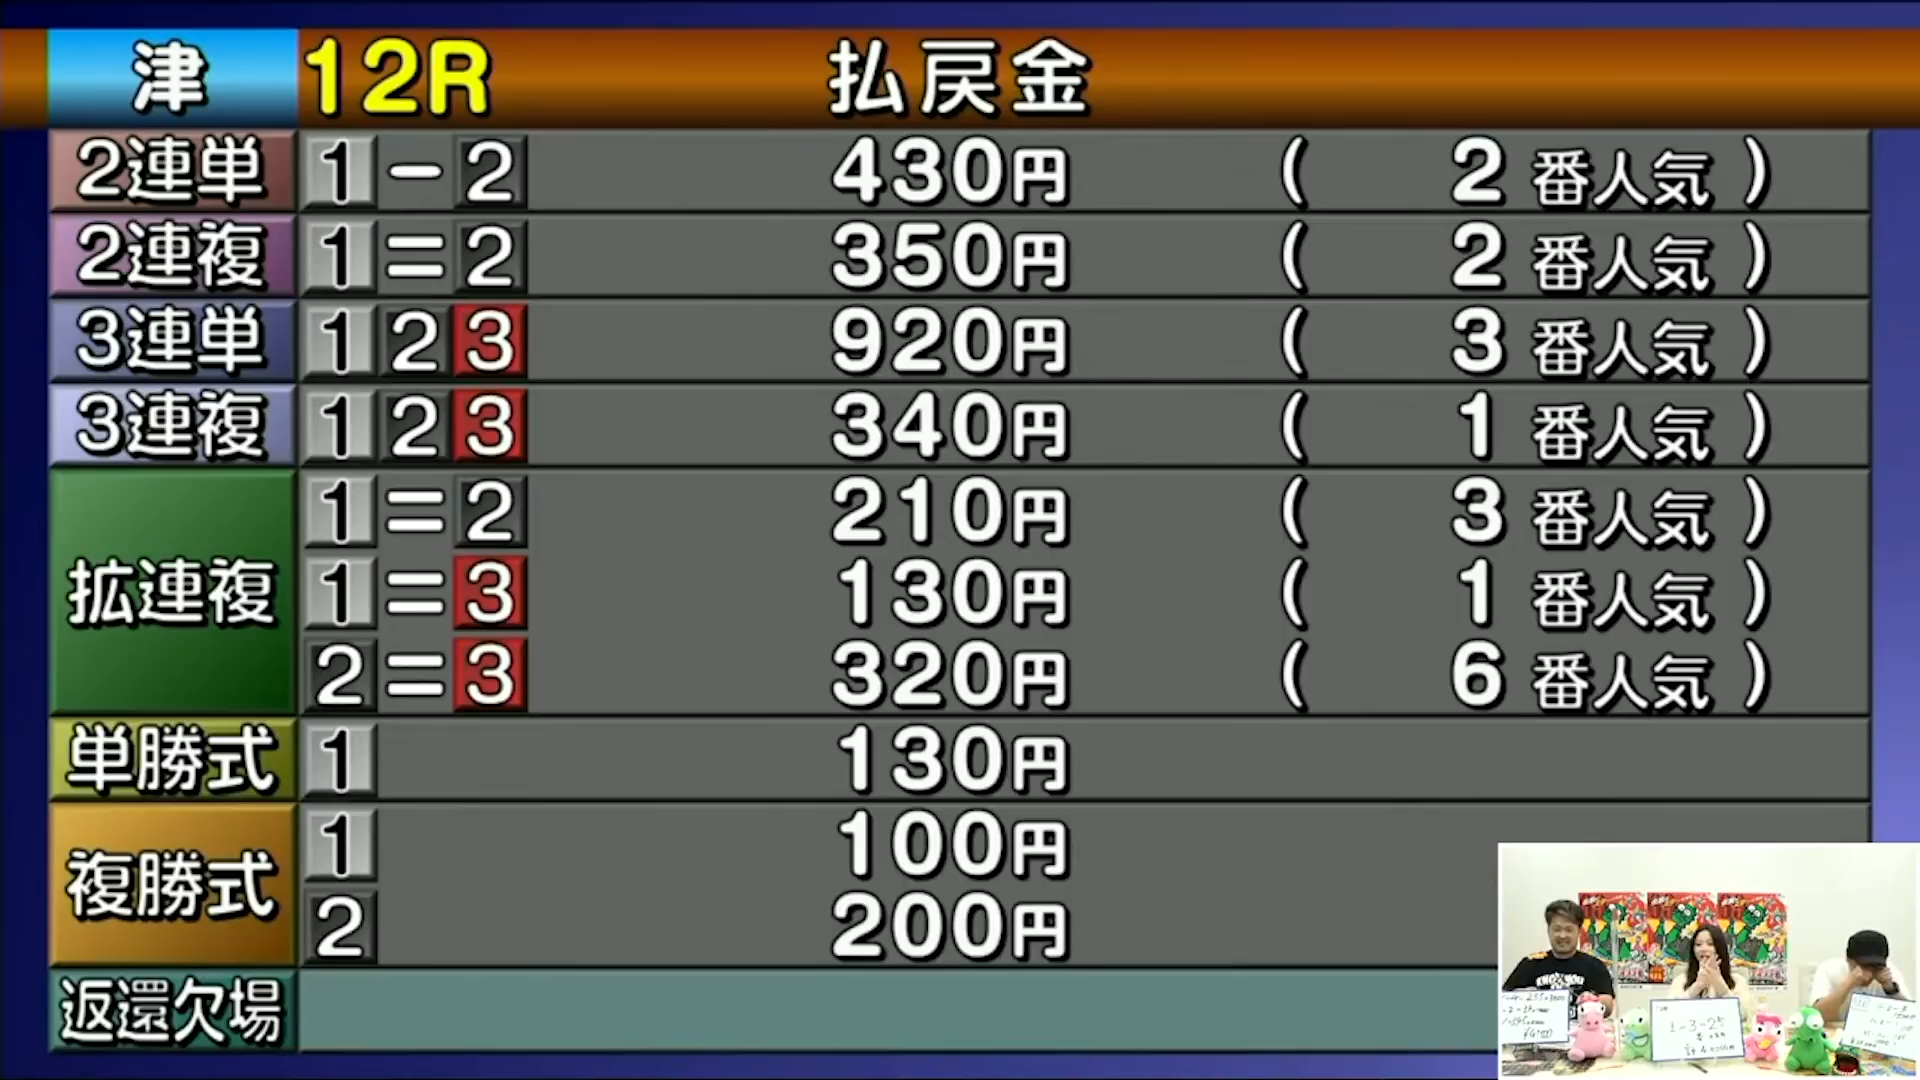 津 12R 払戻金
2連単 1-2 430円 ( 2 番人気 )
2連複 1=2 350円 ( 2 番人気 )
3連単 1 2 3 920円 ( 3 番人気 )
3連複 1 2 3 340円 ( 1 番人気 )
拡連複
1=2 210円 ( 3 番人気 )
1=3 130円 ( 1 番人気 )
2=3 320円 ( 6 番人気 )
単勝式 1 130円
複勝式
1 100円
2 200円
返還欠場
1-3-25